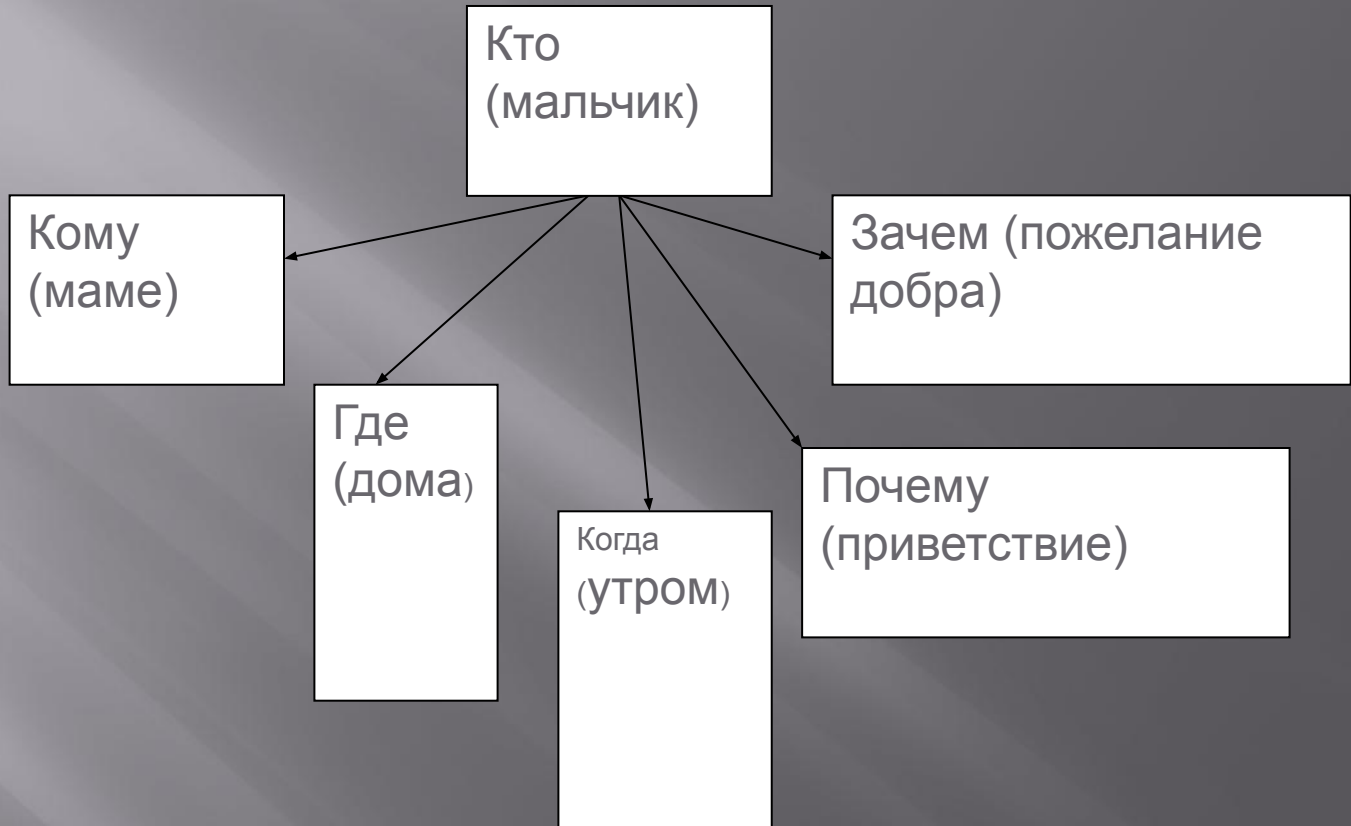 Кто
(мальчик)
Кому
(маме)
Зачем (пожелание
добра)
Где
(дома)
Когда
(утром)
Почему
(приветствие)